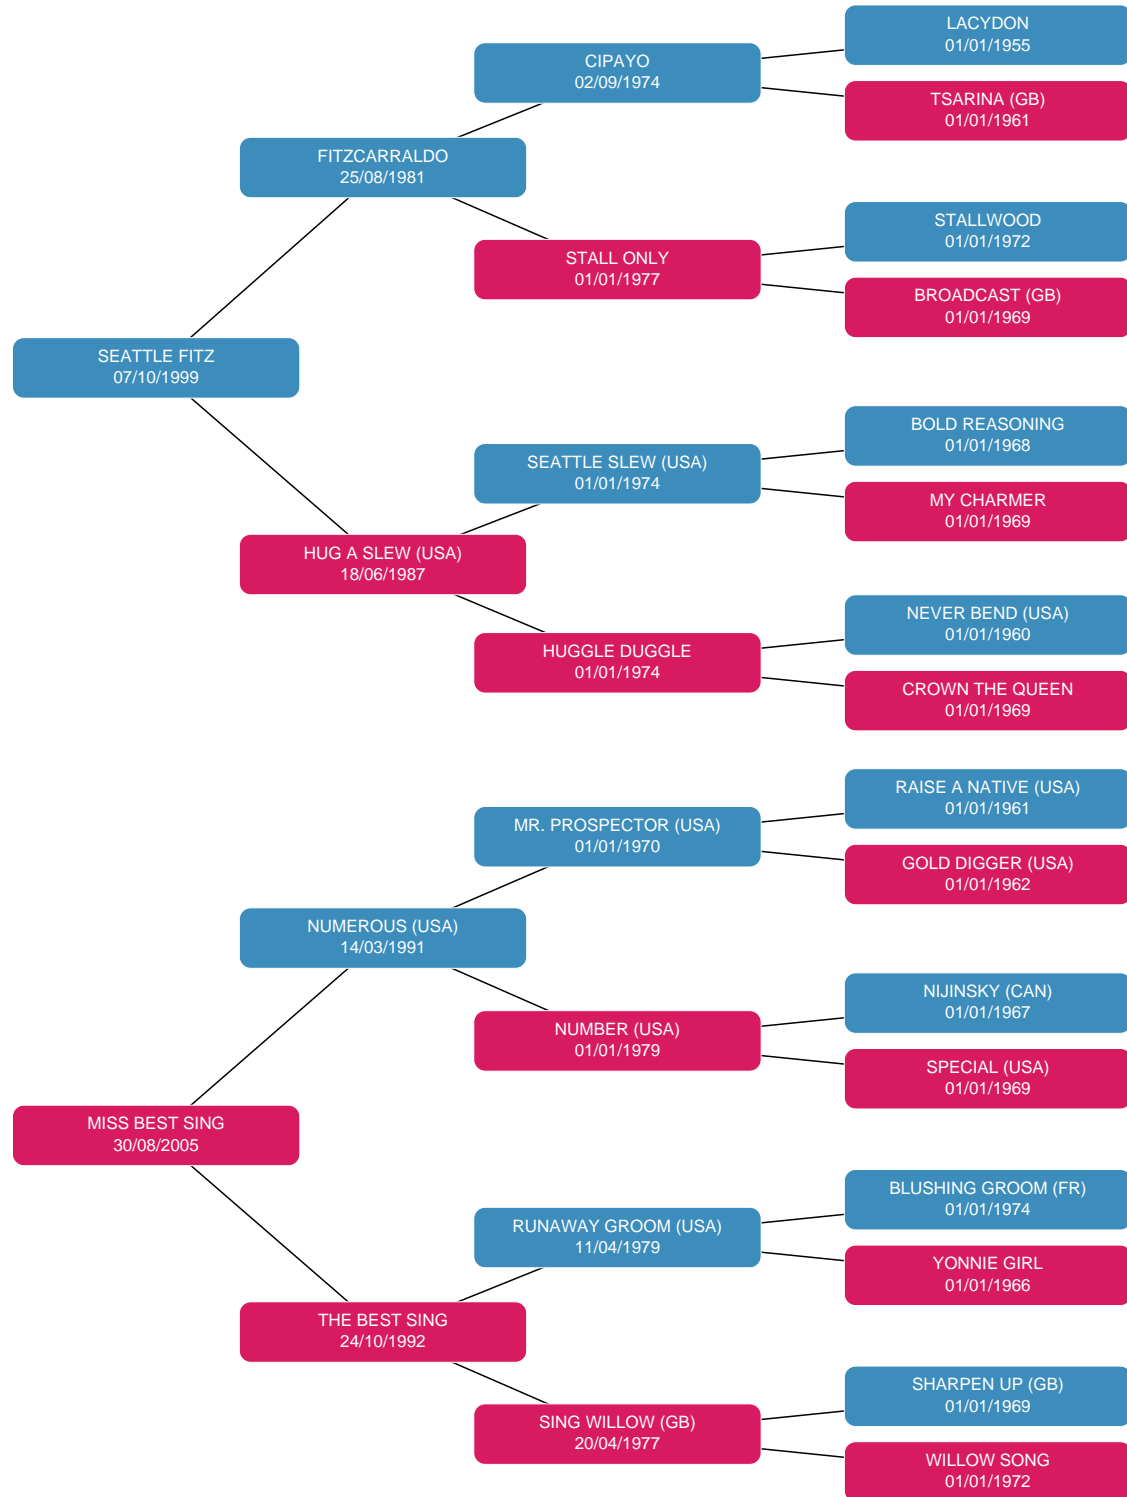 LACYDON
01/01/1955
CIPAYO
02/09/1974
TSARINA (GB)
01/01/1961
FITZCARRALDO
25/08/1981
STALLWOOD
01/01/1972
STALL ONLY
01/01/1977
BROADCAST (GB)
01/01/1969
SEATTLE FITZ
07/10/1999
BOLD REASONING
01/01/1968
SEATTLE SLEW (USA)
01/01/1974
MY CHARMER
01/01/1969
HUG A SLEW (USA)
18/06/1987
NEVER BEND (USA)
01/01/1960
HUGGLE DUGGLE
01/01/1974
CROWN THE QUEEN
01/01/1969
RAISE A NATIVE (USA)
01/01/1961
MR. PROSPECTOR (USA)
01/01/1970
GOLD DIGGER (USA)
01/01/1962
NUMEROUS (USA)
14/03/1991
NIJINSKY (CAN)
01/01/1967
NUMBER (USA)
01/01/1979
SPECIAL (USA)
01/01/1969
MISS BEST SING
30/08/2005
BLUSHING GROOM (FR)
01/01/1974
RUNAWAY GROOM (USA)
11/04/1979
YONNIE GIRL
01/01/1966
THE BEST SING
24/10/1992
SHARPEN UP (GB)
01/01/1969
SING WILLOW (GB)
20/04/1977
WILLOW SONG
01/01/1972